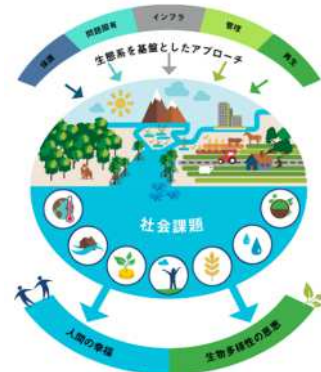 保護
問題固有
インフラ
管理
再生
生態系を基盤としたアプローチ
社会課題
人間の幸福
生物多様性の恩恵